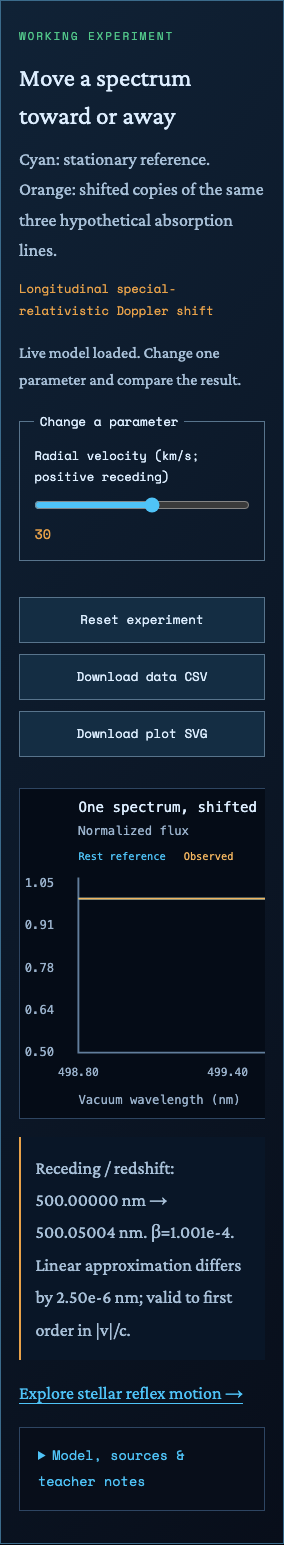 WORKING EXPERIMENT
Move a spectrum
toward or away
Cyan: stationary reference.
Orange: shifted copies of the same
three hypothetical absorption
lines.
Longitudinal special-
relativistic Doppler shift
Live model loaded. Change one
parameter and compare the result.
Change a parameter
Radial velocity (km/s;
positive receding)
30
Reset experiment
Download data CSV
Download plot SVG
One spectrum, shifted
Normalized flux
Rest reference Observed
1.05
0.91
0.78
0.64
0.50
498.80 499.40
Vacuum wavelength (nm)
Receding / redshift:
500.00000 nm →
500.05004 nm. β=1.001e-4.
Linear approximation differs
by 2.50e-6 nm; valid to first
order in |v|/c.
Explore stellar reflex motion →
▶ Model, sources &
teacher notes